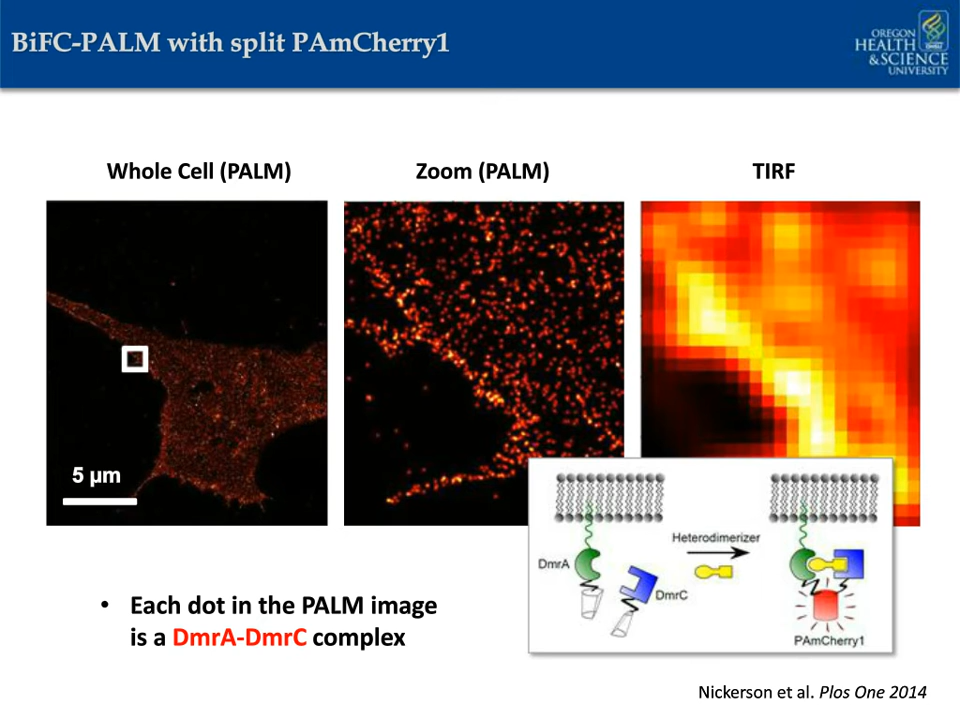 BiFC-PALM with split PAmCherry1
OREGON
HEALTH
&SCIENCE
UNIVERSITY
Whole Cell (PALM)
Zoom (PALM)
TIRF
5 µm
Heterodimerizer
DmrA
DmrC
PAmCherry1
• Each dot in the PALM image
is a DmrA-DmrC complex
Nickerson et al. Plos One 2014